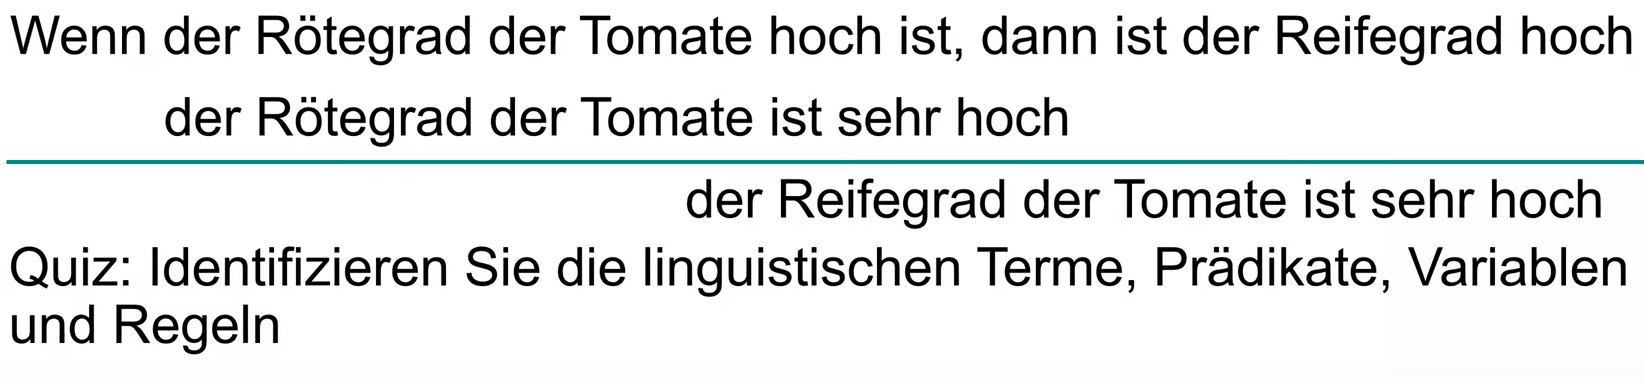 Wenn der Rötegrad der Tomate hoch ist, dann ist der Reifegrad hoch
der Rötegrad der Tomate ist sehr hoch
der Reifegrad der Tomate ist sehr hoch
Quiz: Identifizieren Sie die linguistischen Terme, Prädikate, Variablen
und Regeln